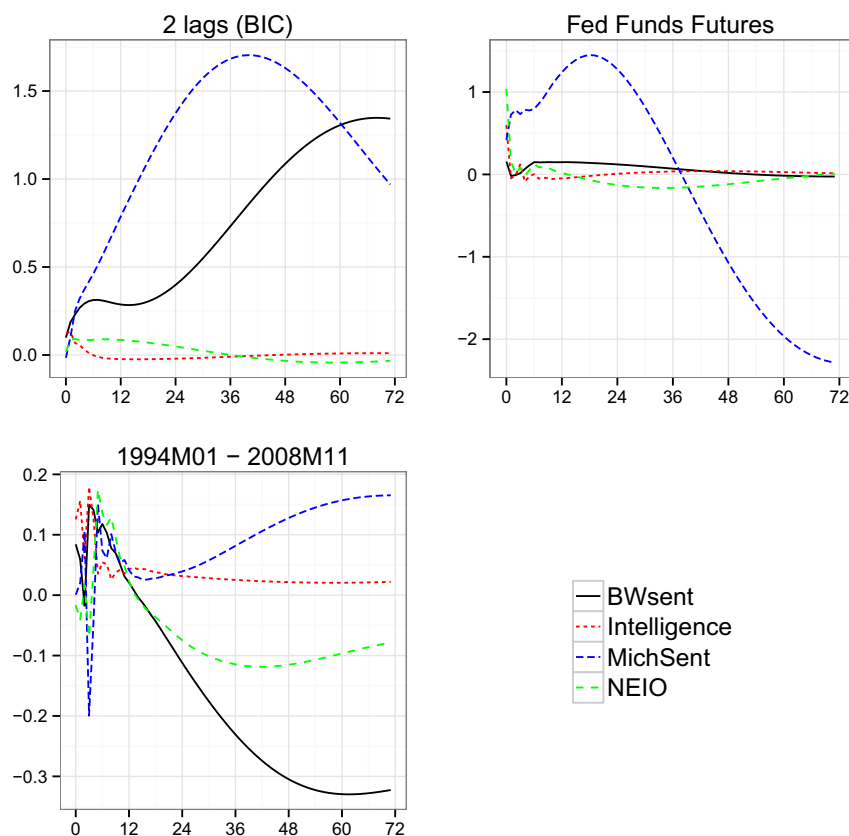 2 lags (BIC)
1.5
1.0
0.5
0.0
0 12 24 36 48 60 72
Fed Funds Futures
1
0
−1
−2
0 12 24 36 48 60 72
1994M01 − 2008M11
0.2
0.1
0.0
−0.1
−0.2
−0.3
0 12 24 36 48 60 72
BWsent
Intelligence
MichSent
NEIO